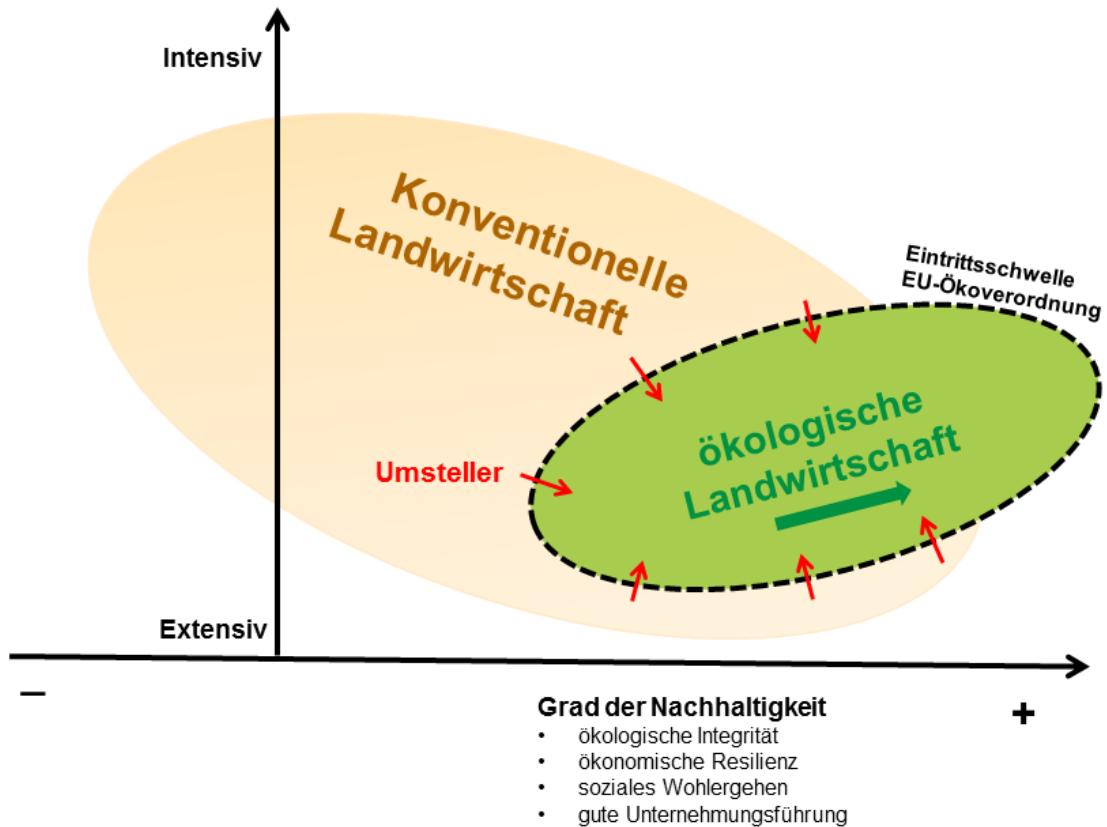 Intensiv
Konventionelle
Landwirtschaft
Eintrittsschwelle
EU-Ökoverordnung
ökologische
Landwirtschaft
Umsteller
Extensiv
–
+
Grad der Nachhaltigkeit
• ökologische Integrität
• ökonomische Resilienz
• soziales Wohlergehen
• gute Unternehmungsführung